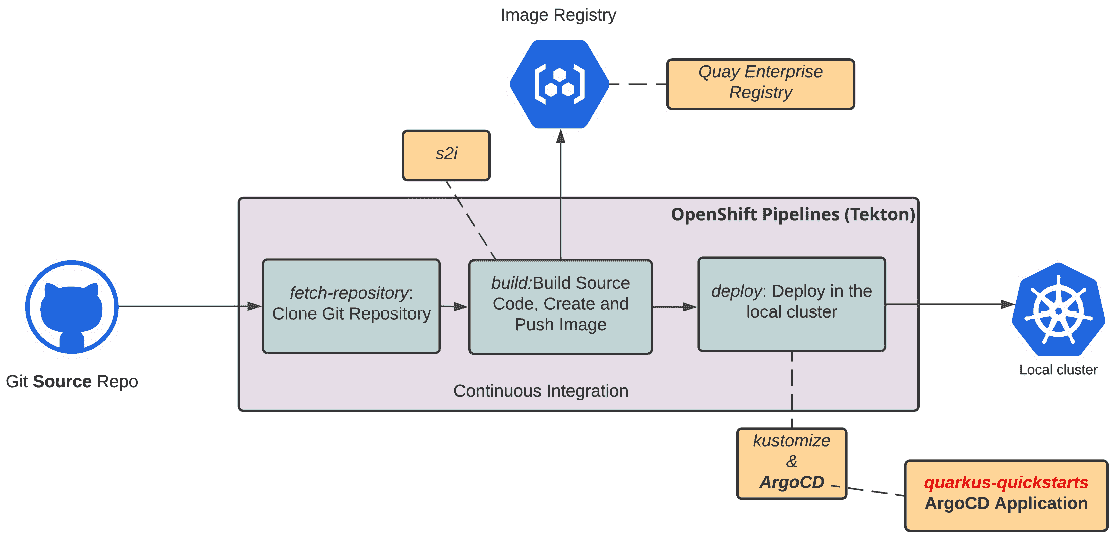 Image Registry
Quay Enterprise
Registry
s2i
OpenShift Pipelines (Tekton)
fetch-repository:
Clone Git Repository
build:Build Source
Code, Create and
Push Image
deploy: Deploy in the
local cluster
Git Source Repo
Local cluster
Continuous Integration
kustomize
&
ArgoCD
quarkus-quickstarts
ArgoCD Application